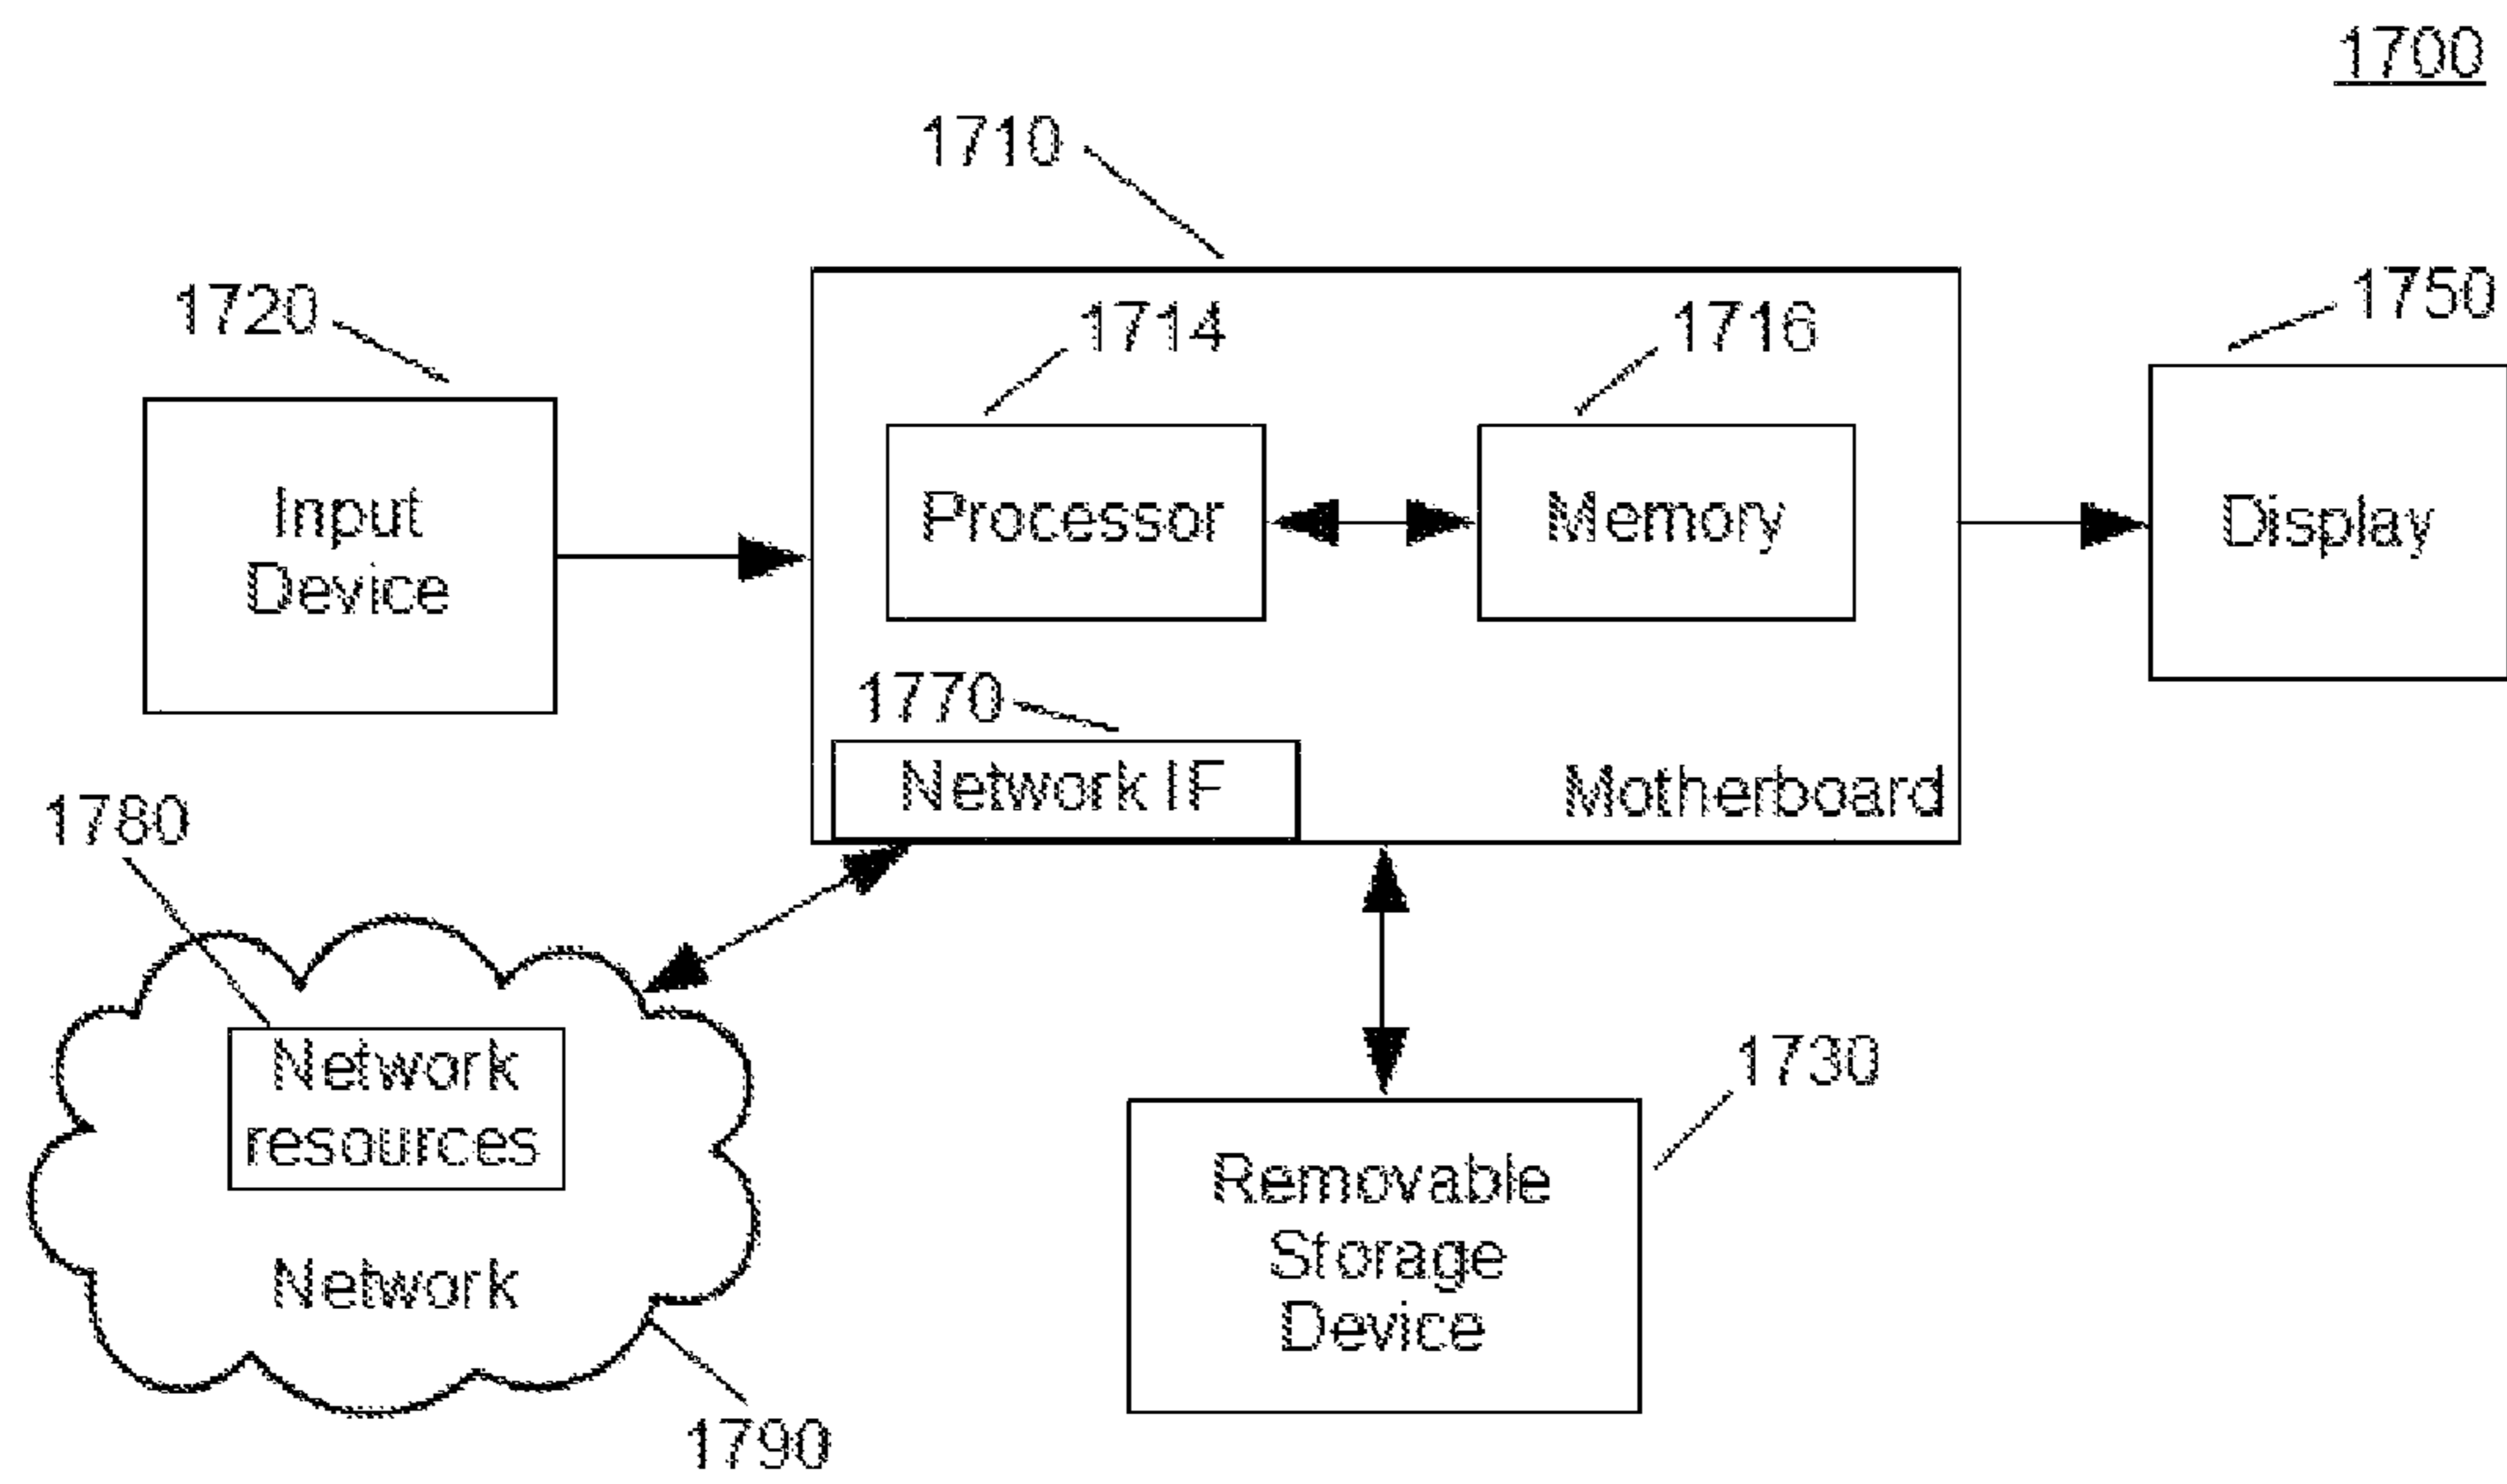 1700
1710
1720
1714
1716
1750
Input
Device
Processor
Memory
Display
1770
Network IF
Motherboard
1780
Network
resources
Network
1790
1730
Removable
Storage
Device